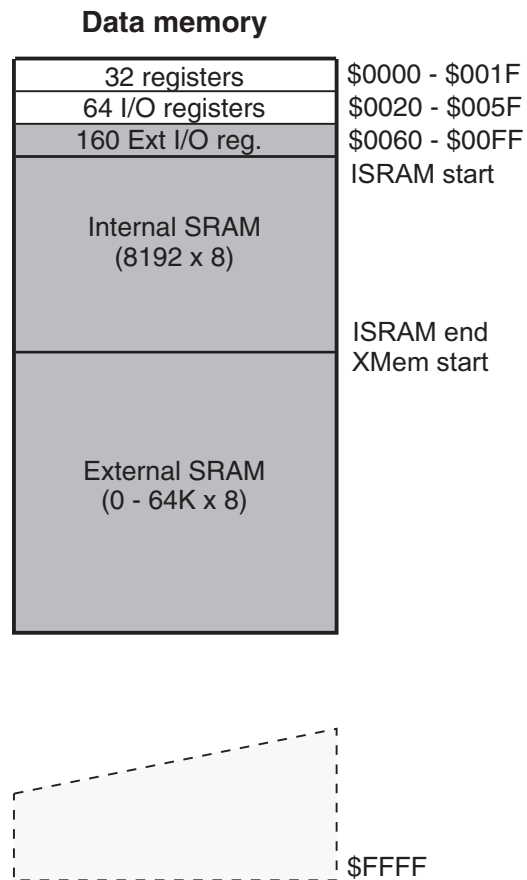 Data memory
32 registers
$0000 - $001F
64 I/O registers
$0020 - $005F
160 Ext I/O reg.
$0060 - $00FF
ISRAM start
Internal SRAM
(8192 x 8)
ISRAM end
XMem start
External SRAM
(0 - 64K x 8)
$FFFF